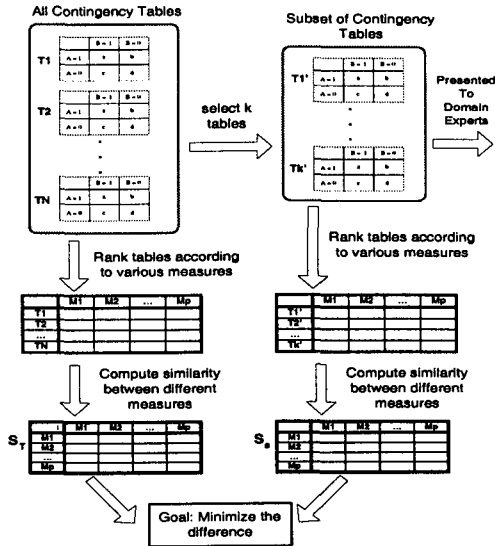 All Contingency Tables
Subset of Contingency
Tables
T1
B = 1 B = 0
A = 1 a b
A = 0 c d
T2
B = 1 B = 0
A = 1 a b
A = 0 c d
TN
B = 1 B = 0
A = 1 a b
A = 0 c d
select k
tables
T1'
B = 1 B = 0
A = 1 a b
A = 0 c d
Tk'
B = 1 B = 0
A = 1 a b
A = 0 c d
Presented
To
Domain
Experts
Rank tables according
to various measures
Rank tables according
to various measures
M1 M2 ... Mp
T1
T2
...
TN
M1 M2 ... Mp
T1'
T2'
...
Tk'
Compute similarity
between different
measures
Compute similarity
between different
measures
S_T
M1 M2 ... Mp
M1
M2
...
Mp
S_s
M1 M2 ... Mp
M1
M2
...
Mp
Goal: Minimize the
difference